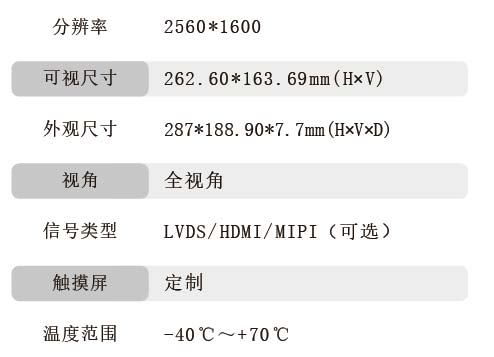 分辨率 2560*1600
可视尺寸 262.60*163.69mm(H×V)
外观尺寸 287*188.90*7.7mm(H×V×D)
视角 全视角
信号类型 LVDS/HDMI/MIPI（可选）
触摸屏 定制
温度范围 -40℃～+70℃